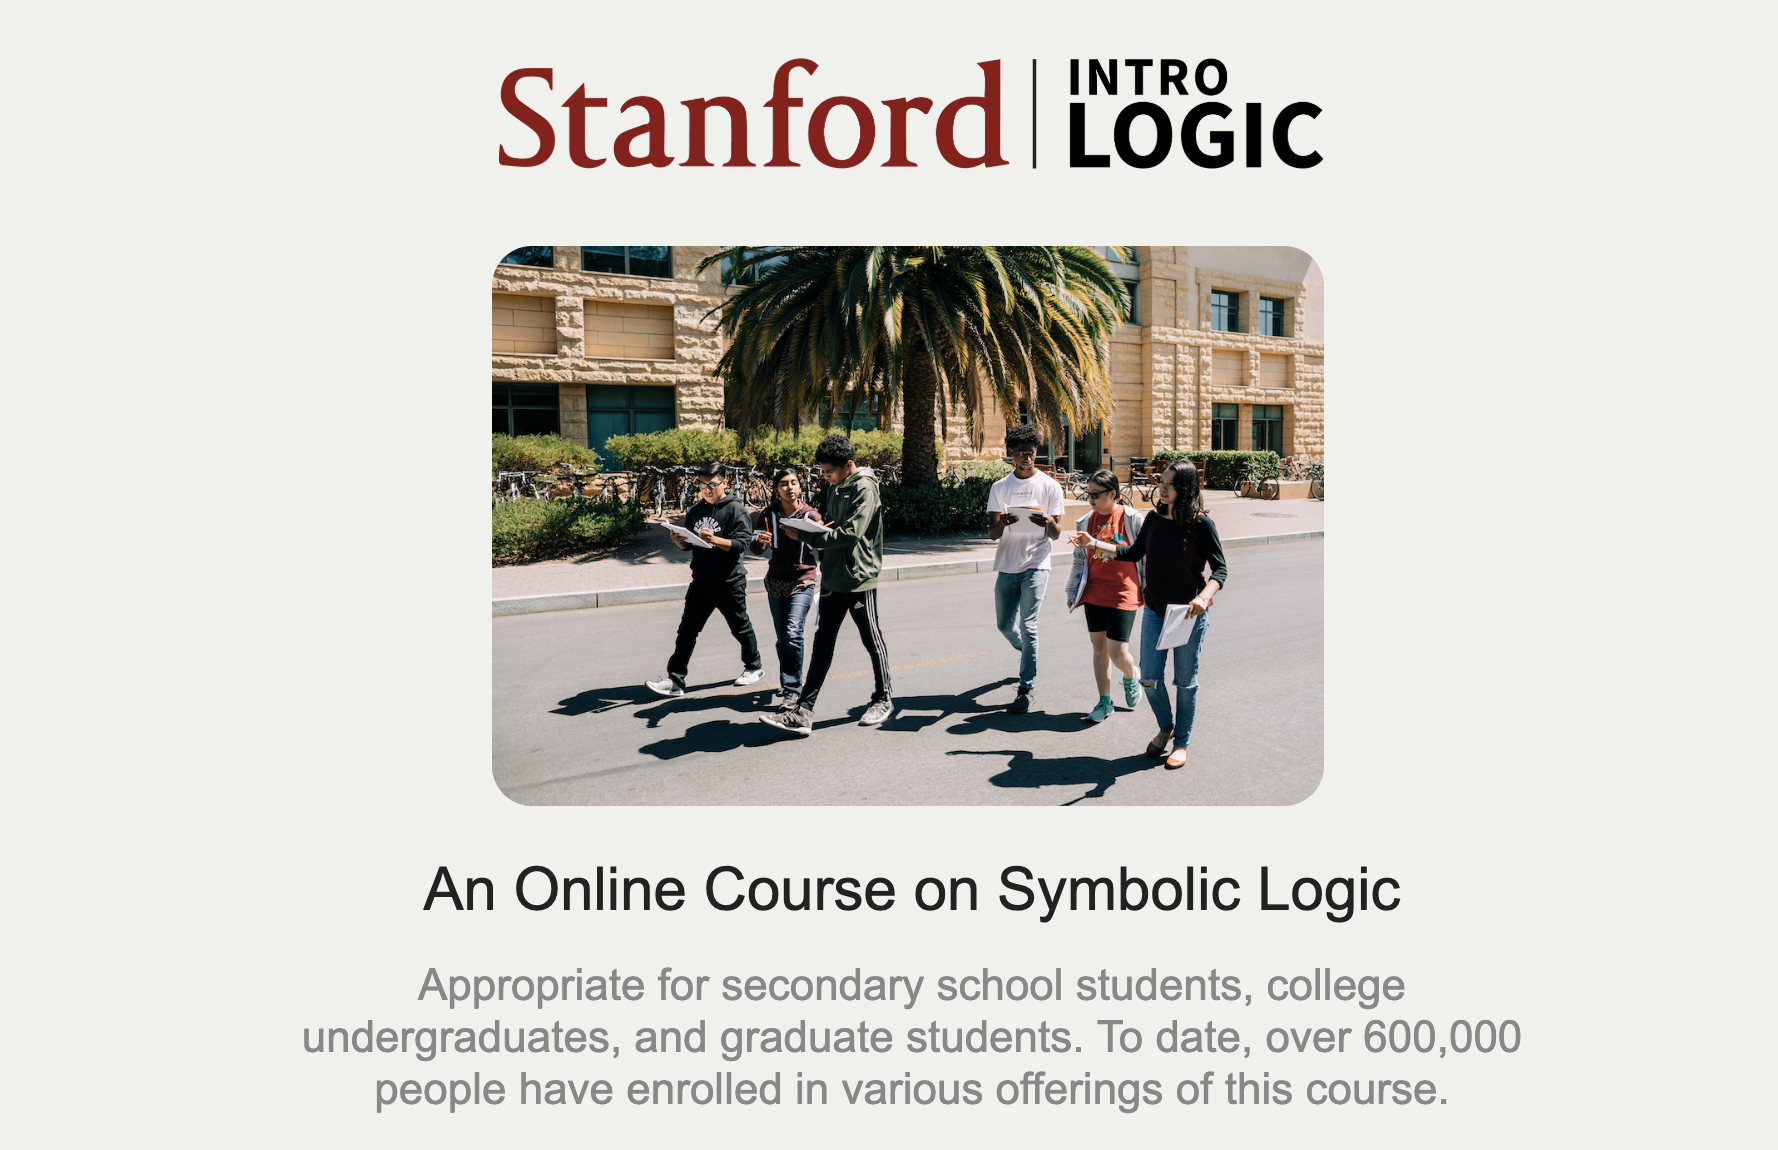 Stanford
INTRO
LOGIC
STANFORD
An Online Course on Symbolic Logic
Appropriate for secondary school students, college
undergraduates, and graduate students. To date, over 600,000
people have enrolled in various offerings of this course.